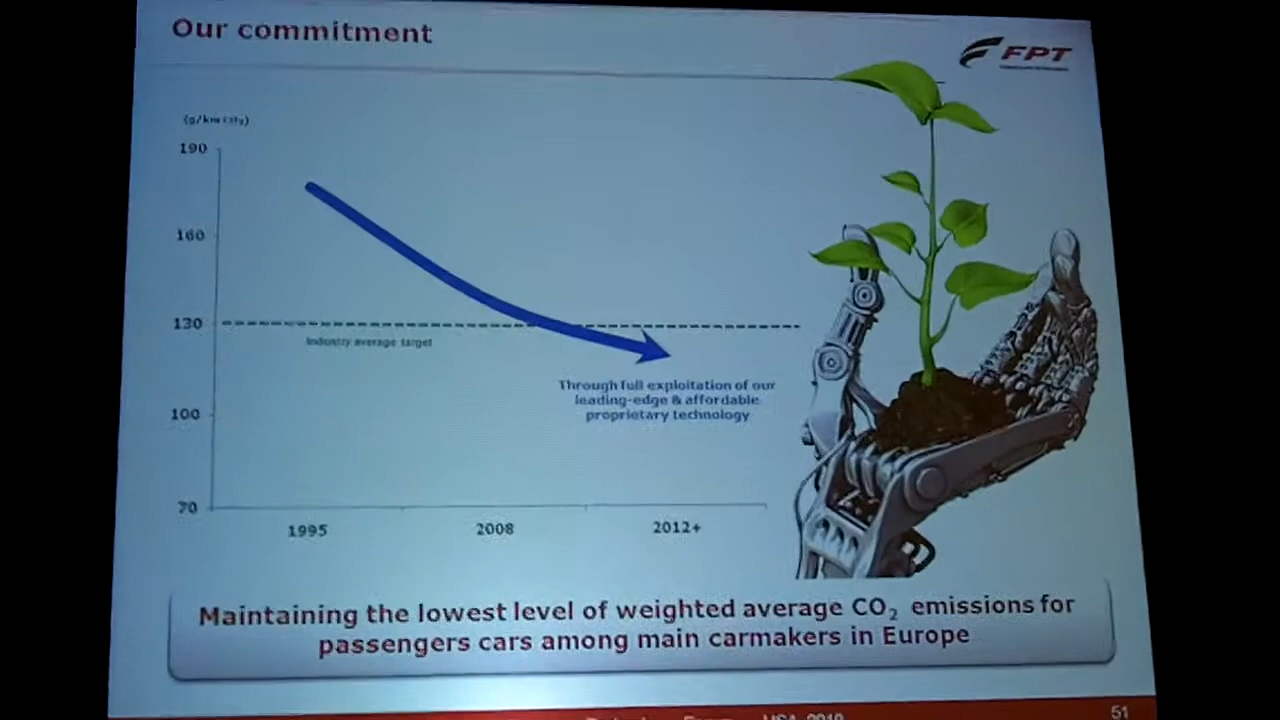 Our commitment
FPT
(g/km CO₂)
190
160
130
Industry average target
Through full exploitation of our
leading-edge & affordable
proprietary technology
100
70
1995 2008 2012+
Maintaining the lowest level of weighted average CO₂ emissions for
passengers cars among main carmakers in Europe
51